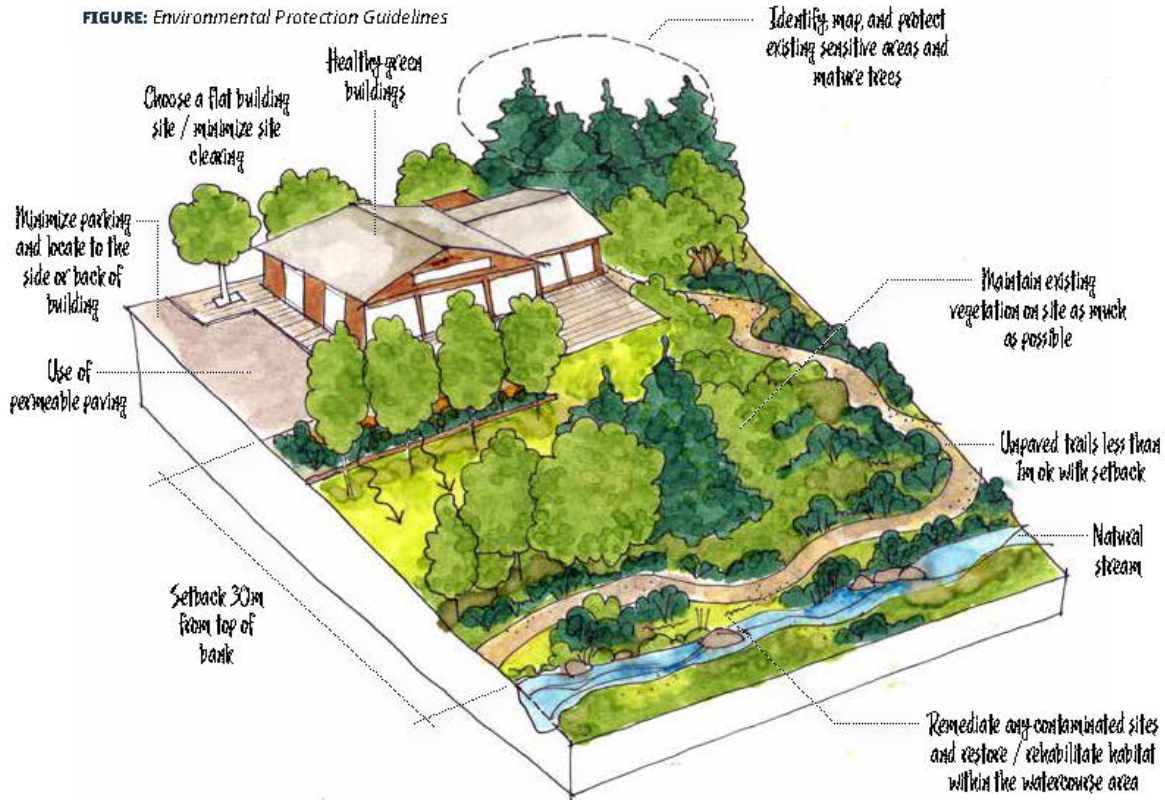 FIGURE: Environmental Protection Guidelines
Identify, map, and protect
existing sensitive areas and
mature trees
Healthy green
buildings
Choose a flat building
site / minimize site
clearing
Minimize parking
and locate to the
side or back of
building
Maintain existing
vegetation on site as much
as possible
Use of
permeable paving
Unpaved trails less than
1m ok with setback
Natural
stream
Setback 30m
from top of
bank
Remediate any contaminated sites
and restore / rehabilitate habitat
within the watercourse area